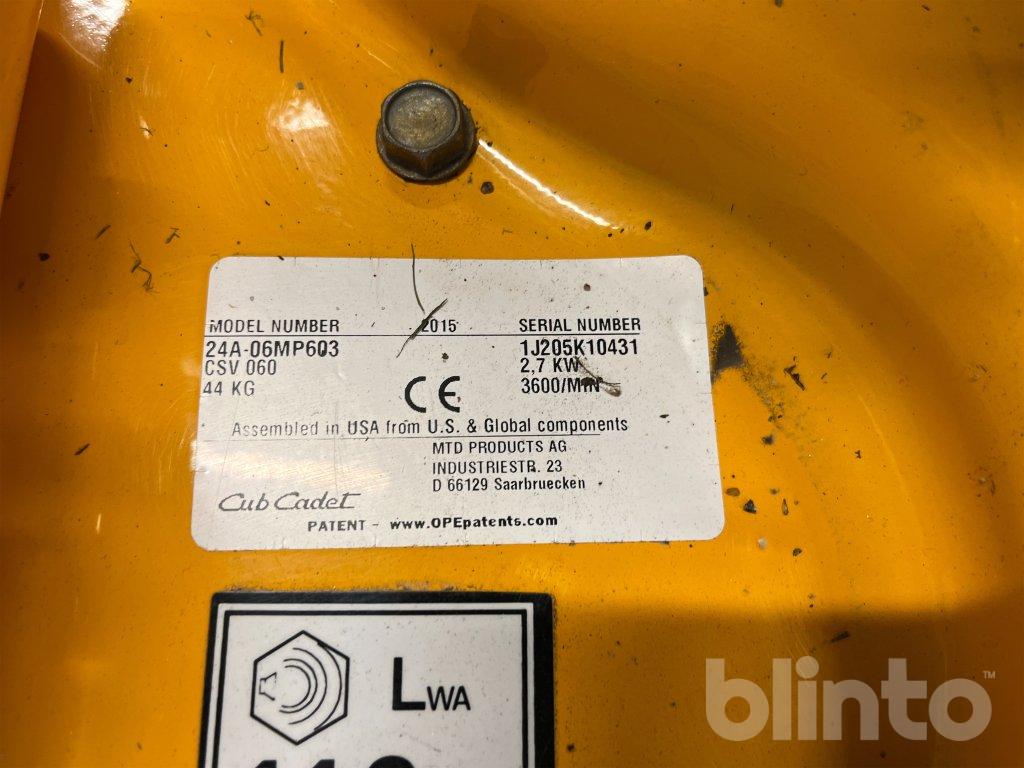 MODEL NUMBER 2015 SERIAL NUMBER
24A-06MP603 1J205K10431
CSV 060 2,7 KW
44 KG CE 3600/MIN
Assembled in USA from U.S. & Global components
MTD PRODUCTS AG
INDUSTRIESTR. 23
D 66129 Saarbruecken
Cub Cadet
PATENT - www.OPEpatents.com
LWA
blinto™